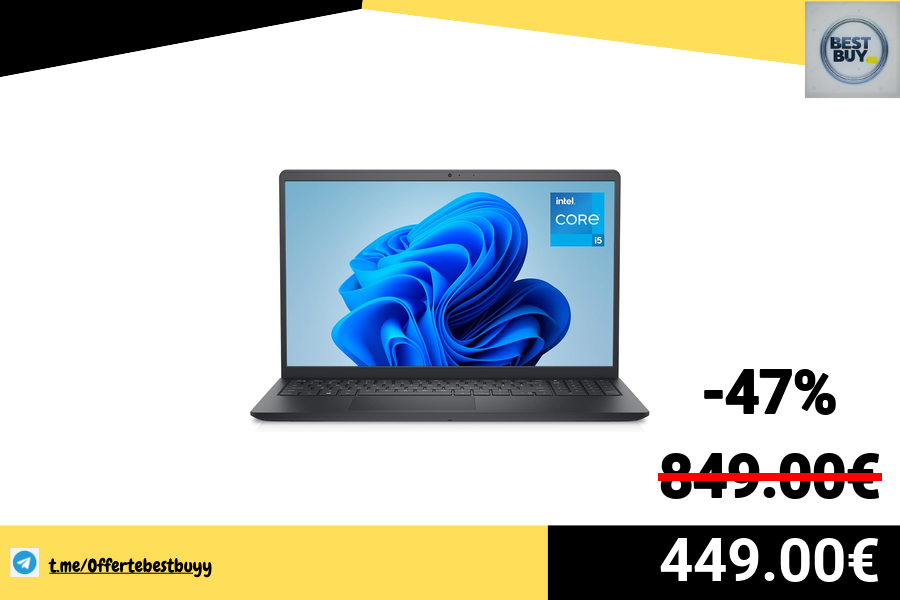 BEST
BUY
intel.
CORE
i5
-47%
849.00€
t.me/Offertebestbuyy
449.00€